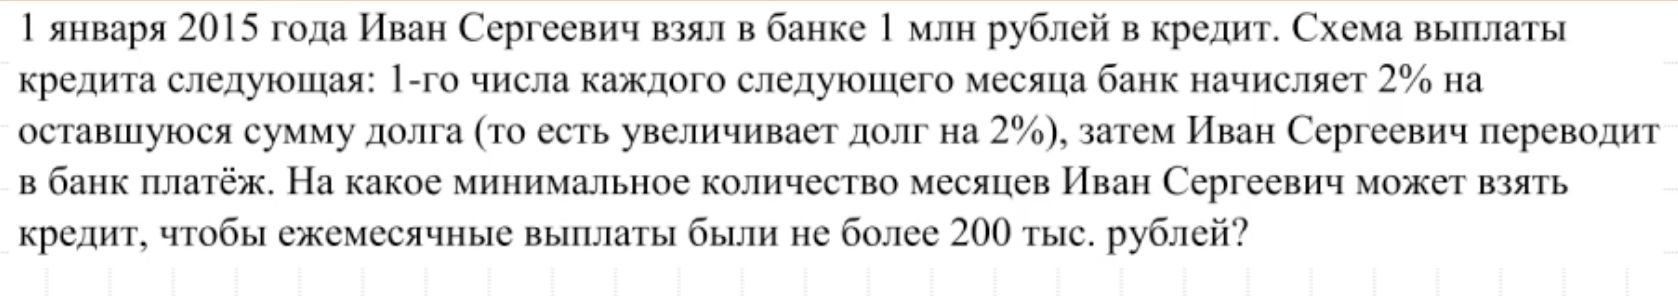 1 января 2015 года Иван Сергеевич взял в банке 1 млн рублей в кредит. Схема выплаты
кредита следующая: 1-го числа каждого следующего месяца банк начисляет 2% на
оставшуюся сумму долга (то есть увеличивает долг на 2%), затем Иван Сергеевич переводит
в банк платёж. На какое минимальное количество месяцев Иван Сергеевич может взять
кредит, чтобы ежемесячные выплаты были не более 200 тыс. рублей?